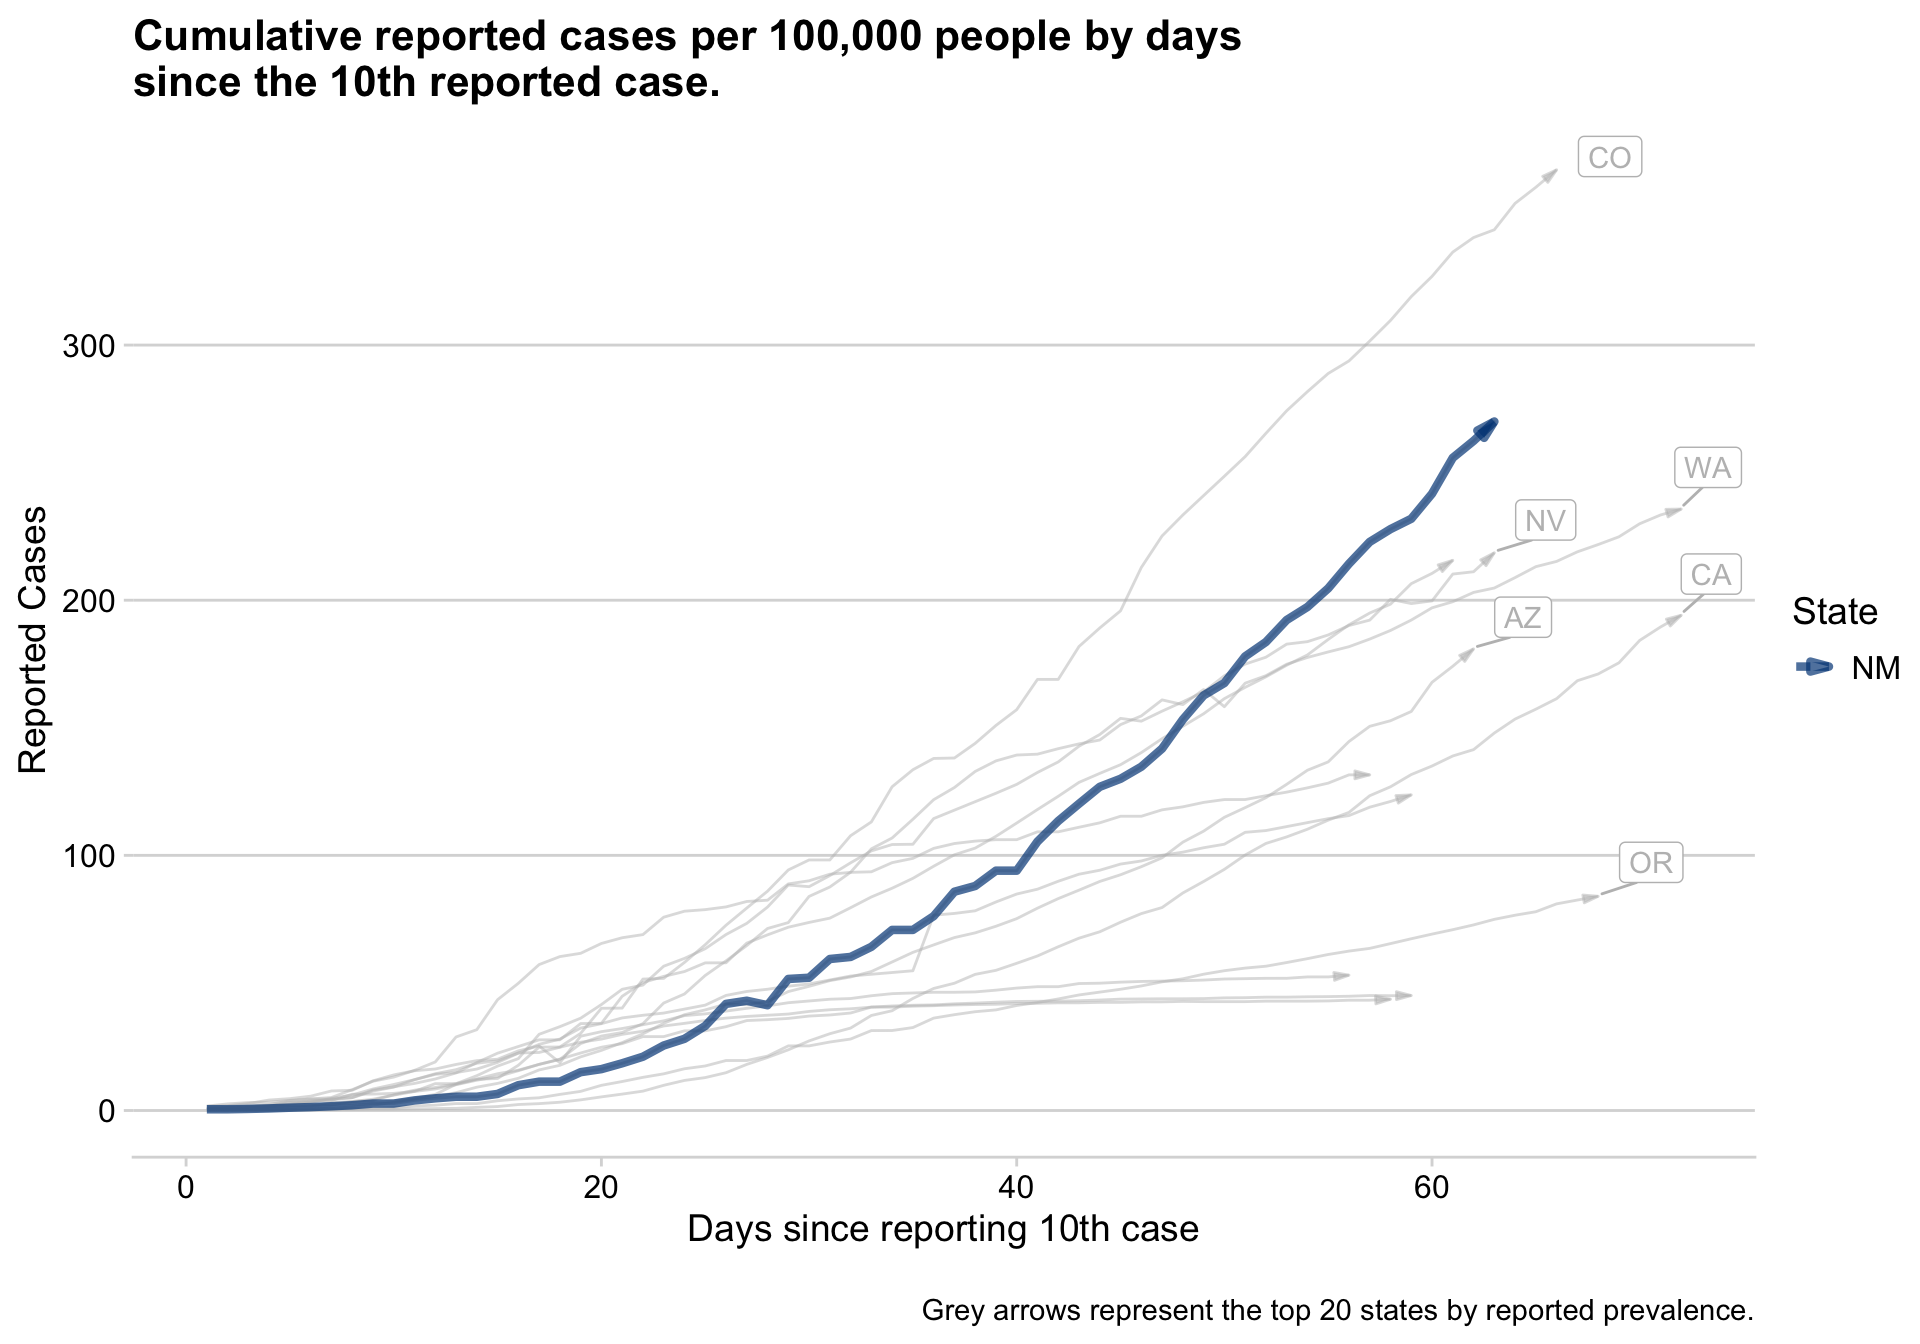 Cumulative reported cases per 100,000 people by days
since the 10th reported case.
CO
300
WA
NV
CA
200
AZ
State
NM
Reported Cases
100
OR
0
0 20 40 60
Days since reporting 10th case
Grey arrows represent the top 20 states by reported prevalence.